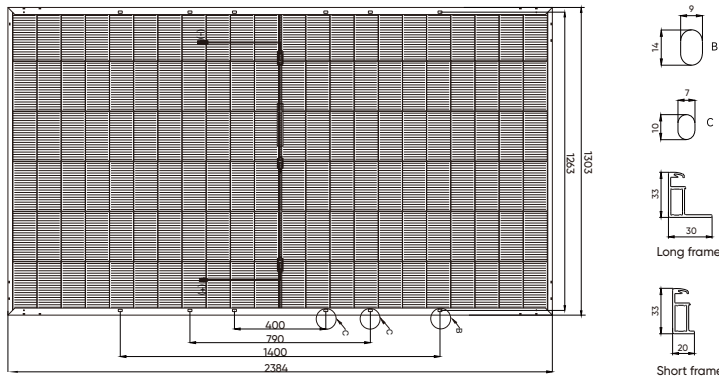 9
14
B
7
10
C
33
30
Long frame
33
20
Short frame
(-)
(+)
1263
1303
C
C
B
400
790
1400
2384